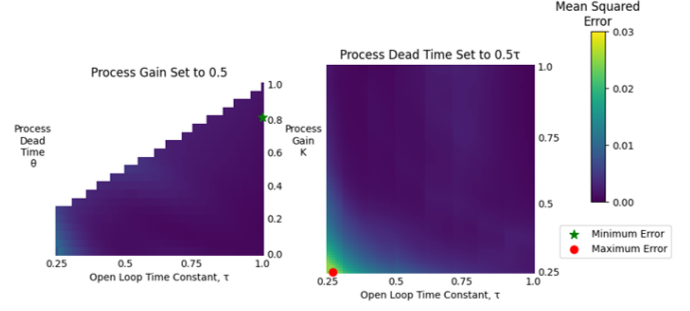 Mean Squared
Error
Process Gain Set to 0.5
Process Dead Time Set to 0.5τ
Process
Dead
Time
θ
1.0
0.8
0.6
0.4
0.2
0.0
0.25
0.5
0.75
1.0
Open Loop Time Constant, τ
Process
Gain
K
1.0
0.75
0.5
0.25
0.25
0.5
0.75
1.0
Open Loop Time Constant, τ
0.03
0.02
0.01
0.00
Minimum Error
Maximum Error